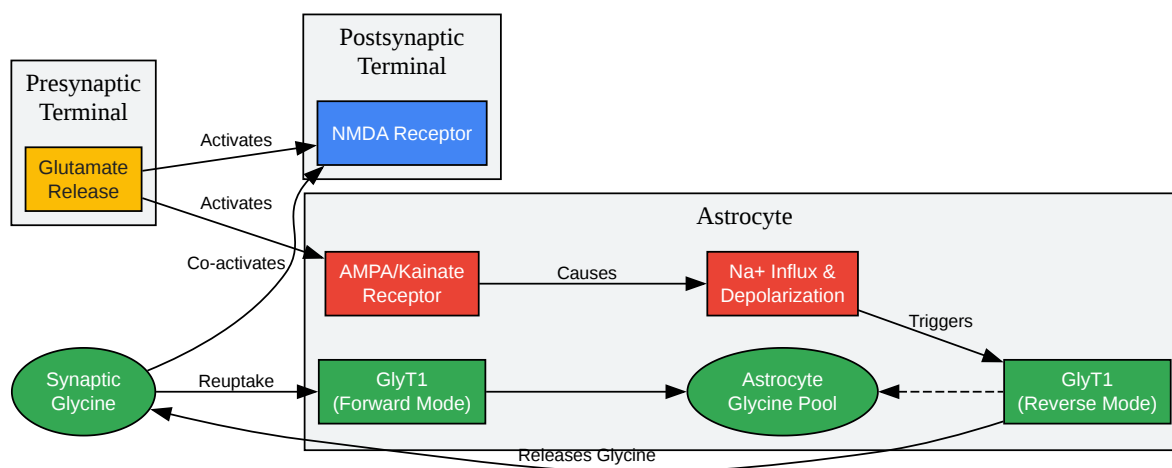 Presynaptic
Terminal
Glutamate
Release
Postsynaptic
Terminal
NMDA Receptor
Activates
Activates
Co-activates
Astrocyte
AMPA/Kainate
Receptor
Causes
Na+ Influx &
Depolarization
Triggers
Synaptic
Glycine
Reuptake
GlyT1
(Forward Mode)
Astrocyte
Glycine Pool
GlyT1
(Reverse Mode)
Releases Glycine